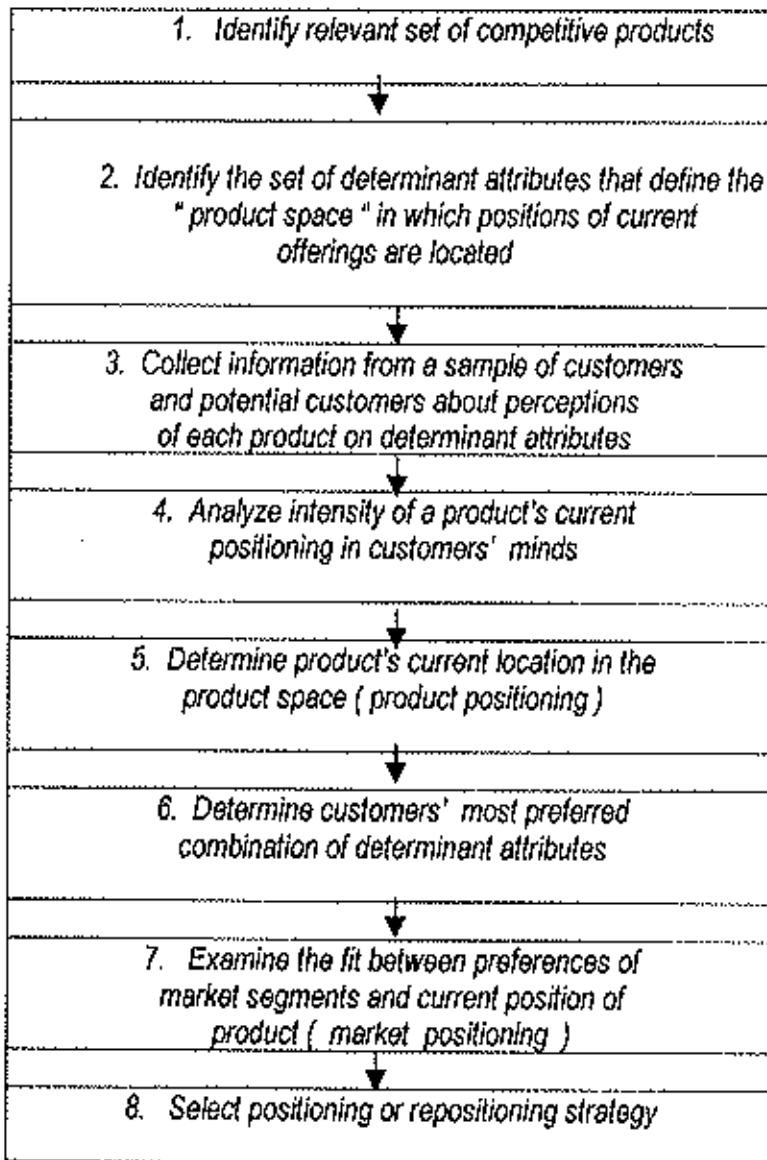 1. Identify relevant set of competitive products
2. Identify the set of determinant attributes that define the
" product space " in which positions of current
offerings are located
3. Collect information from a sample of customers
and potential customers about perceptions
of each product on determinant attributes
4. Analyze intensity of a product's current
positioning in customers' minds
5. Determine product's current location in the
product space ( product positioning )
6. Determine customers' most preferred
combination of determinant attributes
7. Examine the fit between preferences of
market segments and current position of
product ( market positioning )
8. Select positioning or repositioning strategy